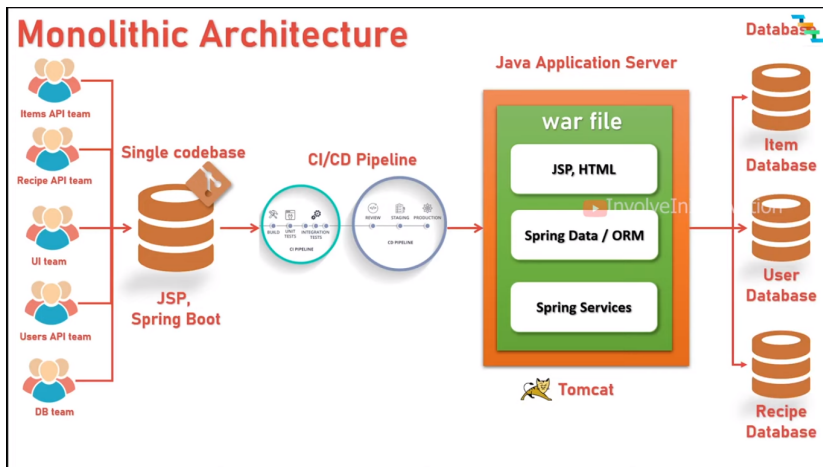 Monolithic Architecture
Items API team
Recipe API team
UI team
Users API team
DB team
Single codebase
JSP,
Spring Boot
CI/CD Pipeline
BUILD
UNIT
TESTS
INTEGRATION
TESTS
CI PIPELINE
REVIEW
STAGING
PRODUCTION
CD PIPELINE
Java Application Server
war file
JSP, HTML
Spring Data / ORM
Spring Services
Tomcat
Database
Item
Database
User
Database
Recipe
Database